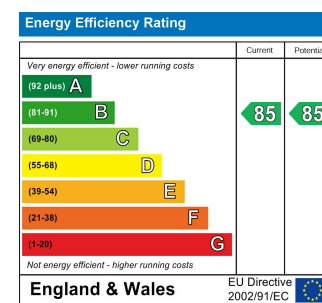 Energy Efficiency Rating
Current Potentia
Very energy efficient - lower running costs
(92 plus) A
(81-91) B 85 85
(69-80) C
(55-68) D
(39-54) E
(21-38) F
(1-20) G
Not energy efficient - higher running costs
England & Wales
EU Directive
2002/91/EC